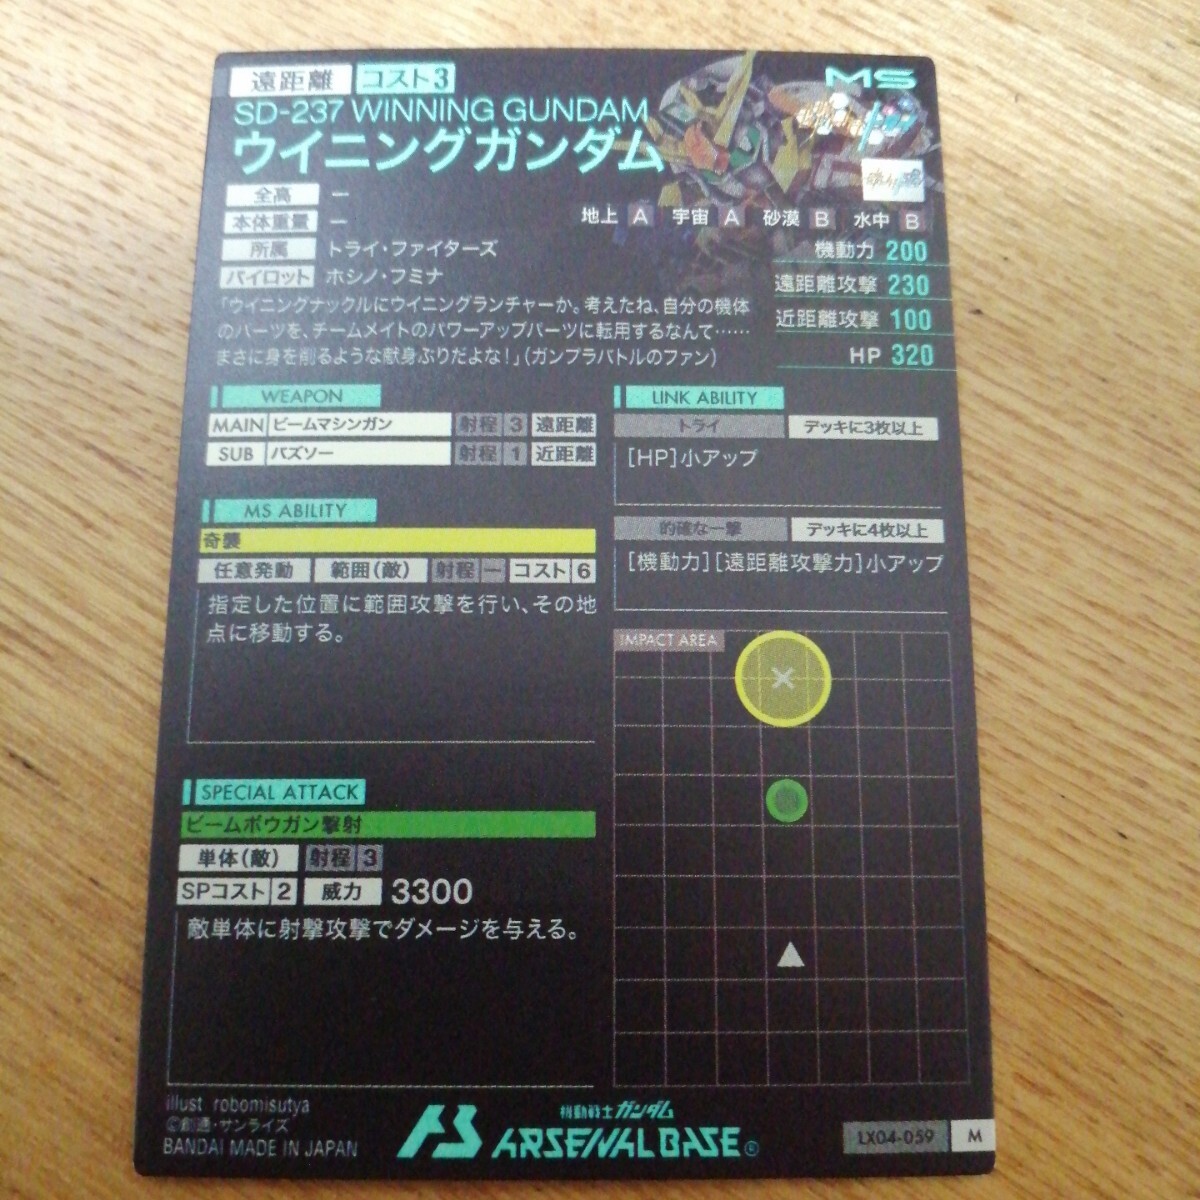 遠距離 コスト3
MS
SD-237 WINNING GUNDAM
ウイニングガンダム
全高 ー
本体重量 ー
地上 A 宇宙 A 砂漠 B 水中 B
所属 トライ・ファイターズ
パイロット ホシノ・フミナ
機動力 200
遠距離攻撃 230
近距離攻撃 100
HP 320
「ウイニングナックルにウイニングランチャーか。考えたね、自分の機体
のパーツを、チームメイトのパワーアップパーツに転用するなんて……
まさに身を削るような献身ぶりだよな!」(ガンプラバトルのファン)
WEAPON
MAIN ビームマシンガン 射程 3 遠距離
SUB バズソー 射程 1 近距離
LINK ABILITY
トライ デッキに3枚以上
[HP]小アップ
的確な一撃 デッキに4枚以上
[機動力][遠距離攻撃力]小アップ
MS ABILITY
奇襲
任意発動 範囲(敵) 射程 ー コスト 6
指定した位置に範囲攻撃を行い、その地
点に移動する。
IMPACT AREA
SPECIAL ATTACK
ビームボウガン撃射
単体(敵) 射程 3
SPコスト 2 威力 3300
敵単体に射撃攻撃でダメージを与える。
illust robomisutya
©創通・サンライズ
BANDAI MADE IN JAPAN
機動戦士ガンダム
ARSENAL BASE®
LX04-059 M